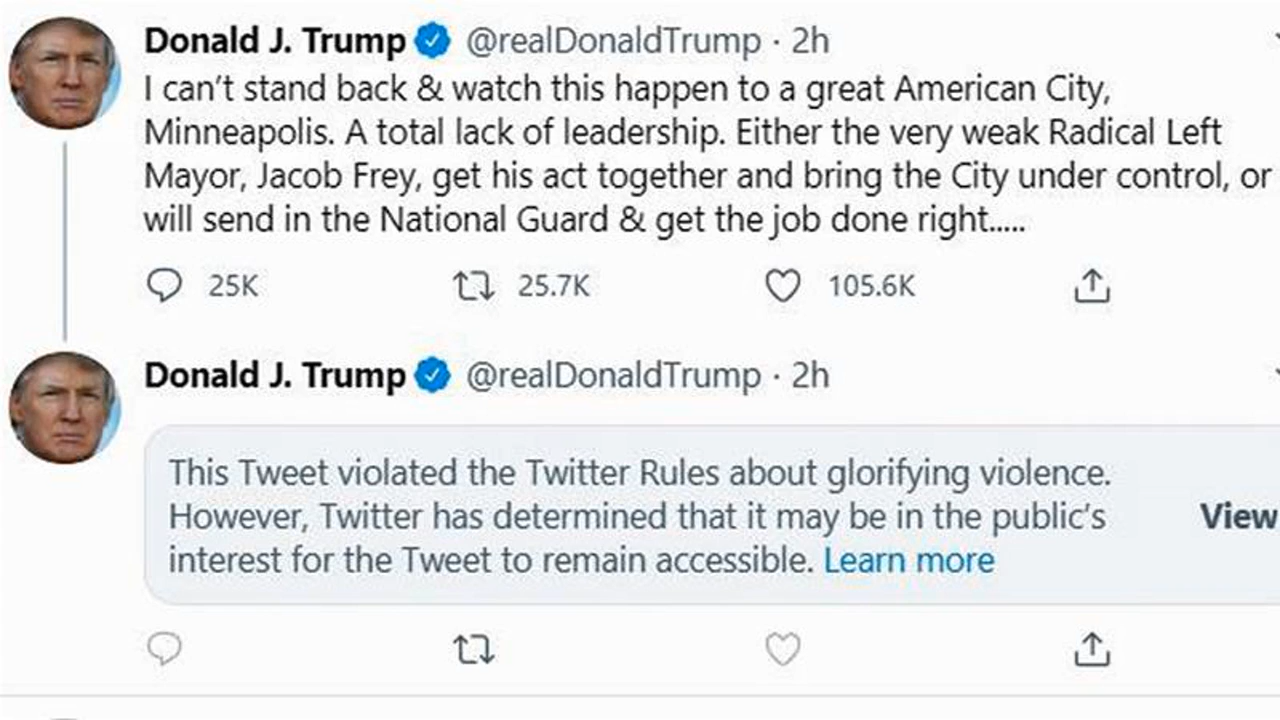 Donald J. Trump @realDonaldTrump · 2h
I can’t stand back & watch this happen to a great American City,
Minneapolis. A total lack of leadership. Either the very weak Radical Left
Mayor, Jacob Frey, get his act together and bring the City under control, or
will send in the National Guard & get the job done right.....
25K 25.7K 105.6K
Donald J. Trump @realDonaldTrump · 2h
This Tweet violated the Twitter Rules about glorifying violence.
However, Twitter has determined that it may be in the public’s
interest for the Tweet to remain accessible. Learn more
View